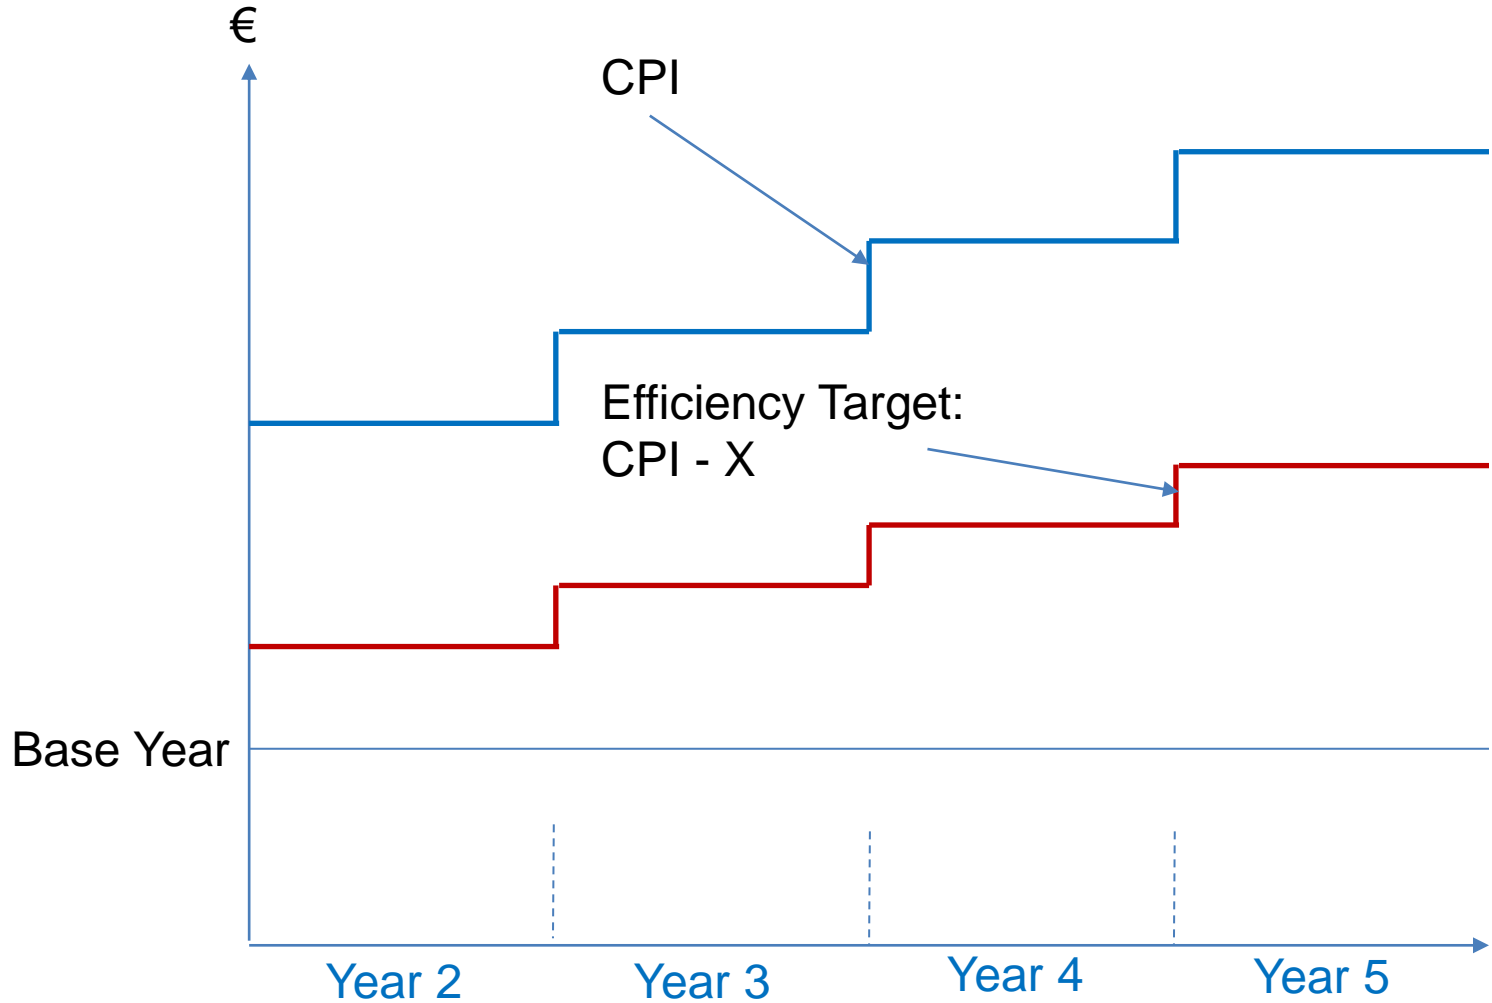 €
CPI
Efficiency Target:
CPI - X
Base Year
Year 2
Year 3
Year 4
Year 5